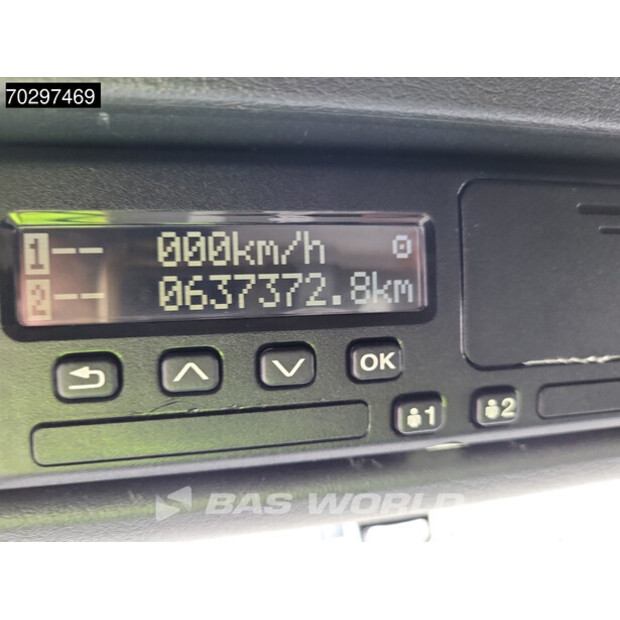 70297469
1-- 000km/h o
2-- 0637372.8km
OK
1 2
BAS WORLD